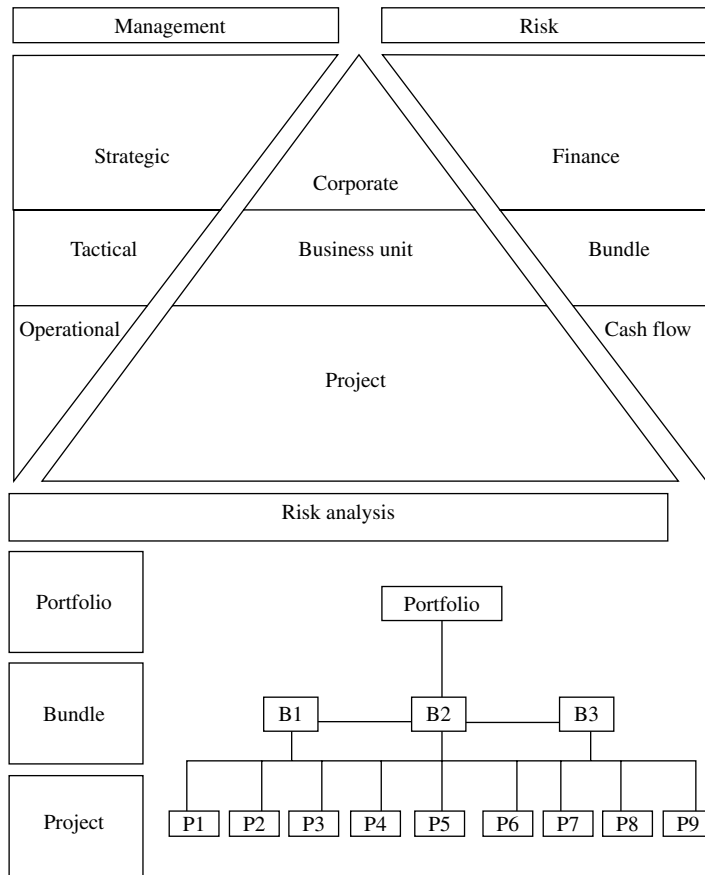 Management
Risk
Strategic
Finance
Corporate
Tactical
Business unit
Bundle
Operational
Cash flow
Project
Risk analysis
Portfolio
Portfolio
Bundle
B1
B2
B3
Project
P1
P2
P3
P4
P5
P6
P7
P8
P9